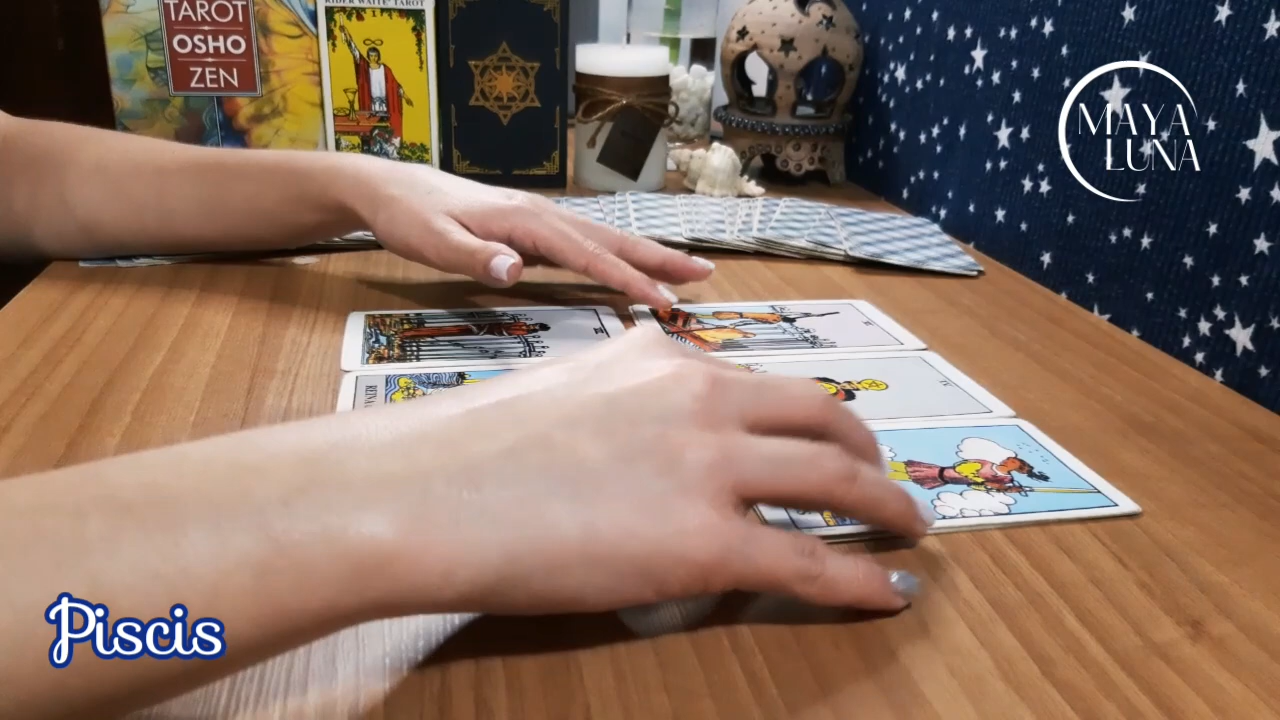 TAROT
OSHO
ZEN
RIDER WAITE TAROT
MAYA
LUNA
Piscis